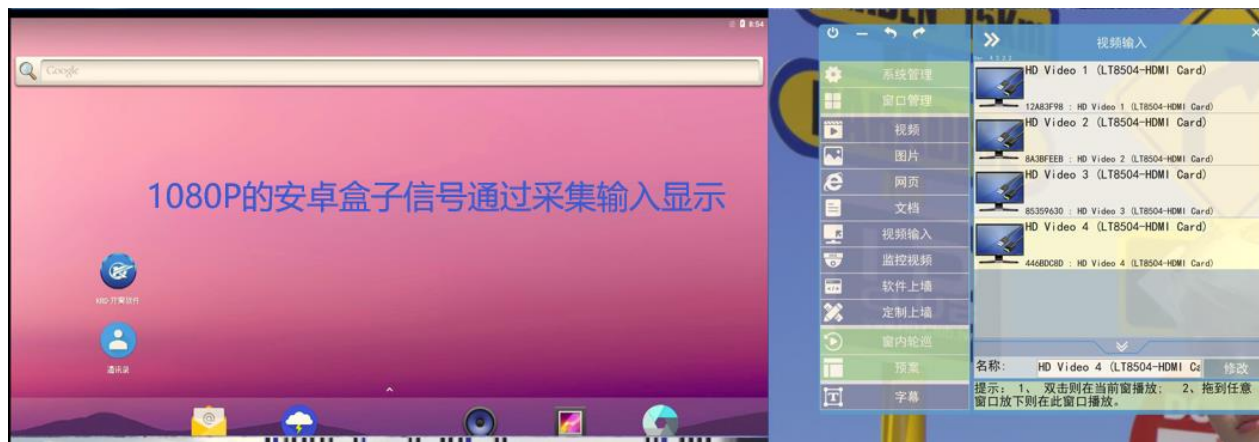 8:54
Google
1080P的安卓盒子信号通过采集输入显示
通讯录
系统管理
窗口管理
视频
图片
网页
文档
视频输入
监控视频
软件上墙
定制上墙
窗内轮巡
预案
字幕
视频输入
HD Video 1 (LT8504-HDMI Card)
12A83F98 : HD Video 1 (LT8504-HDMI Card)
HD Video 2 (LT8504-HDMI Card)
8A3BFEEB : HD Video 2 (LT8504-HDMI Card)
HD Video 3 (LT8504-HDMI Card)
85359630 : HD Video 3 (LT8504-HDMI Card)
HD Video 4 (LT8504-HDMI Card)
446BDC8D : HD Video 4 (LT8504-HDMI Card)
名称: HD Video 4 (LT8504-HDMI Ca 修改
提示: 1、 双击则在当前窗播放; 2、拖到任意
窗口放下则在此窗口播放。